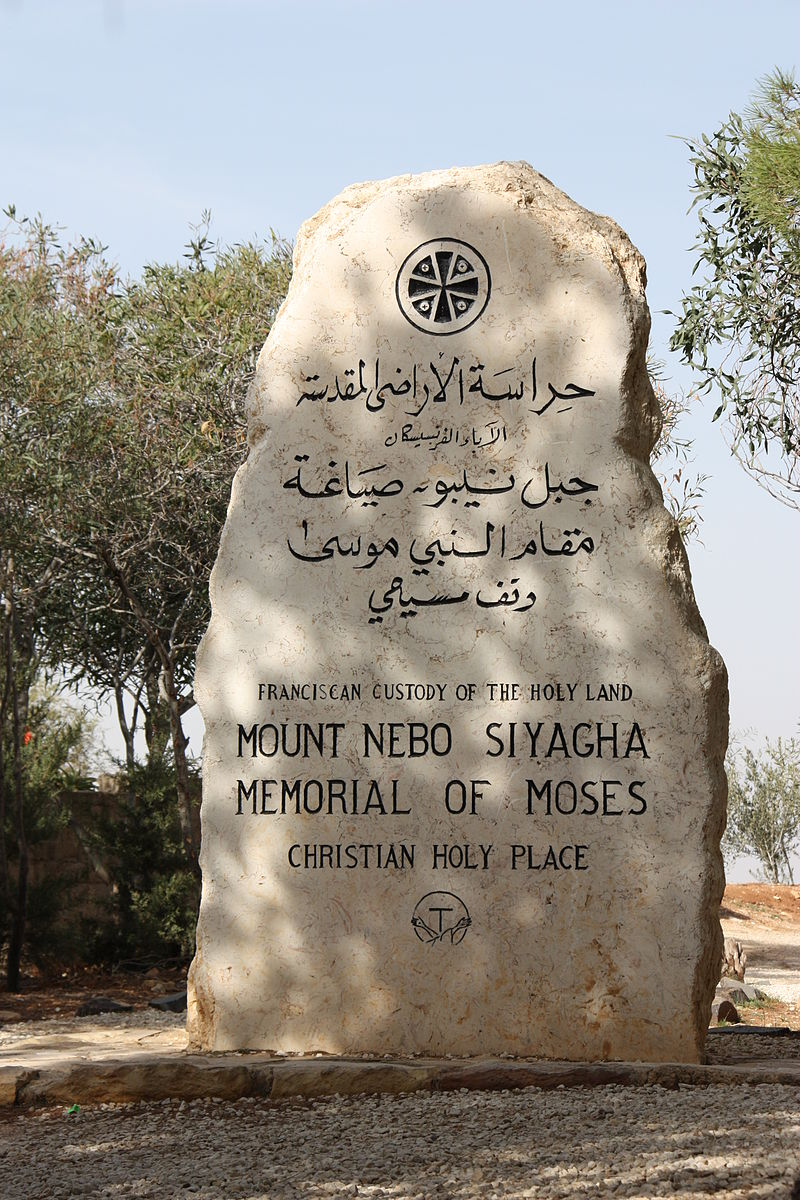 حراسة الأراضي المقدسة
الآباء الفرنسيسكان
جبل نيبو صياغة
مقام النبي موسى
وقف مسيحي
FRANCISCAN CUSTODY OF THE HOLY LAND
MOUNT NEBO SIYAGHA
MEMORIAL OF MOSES
CHRISTIAN HOLY PLACE